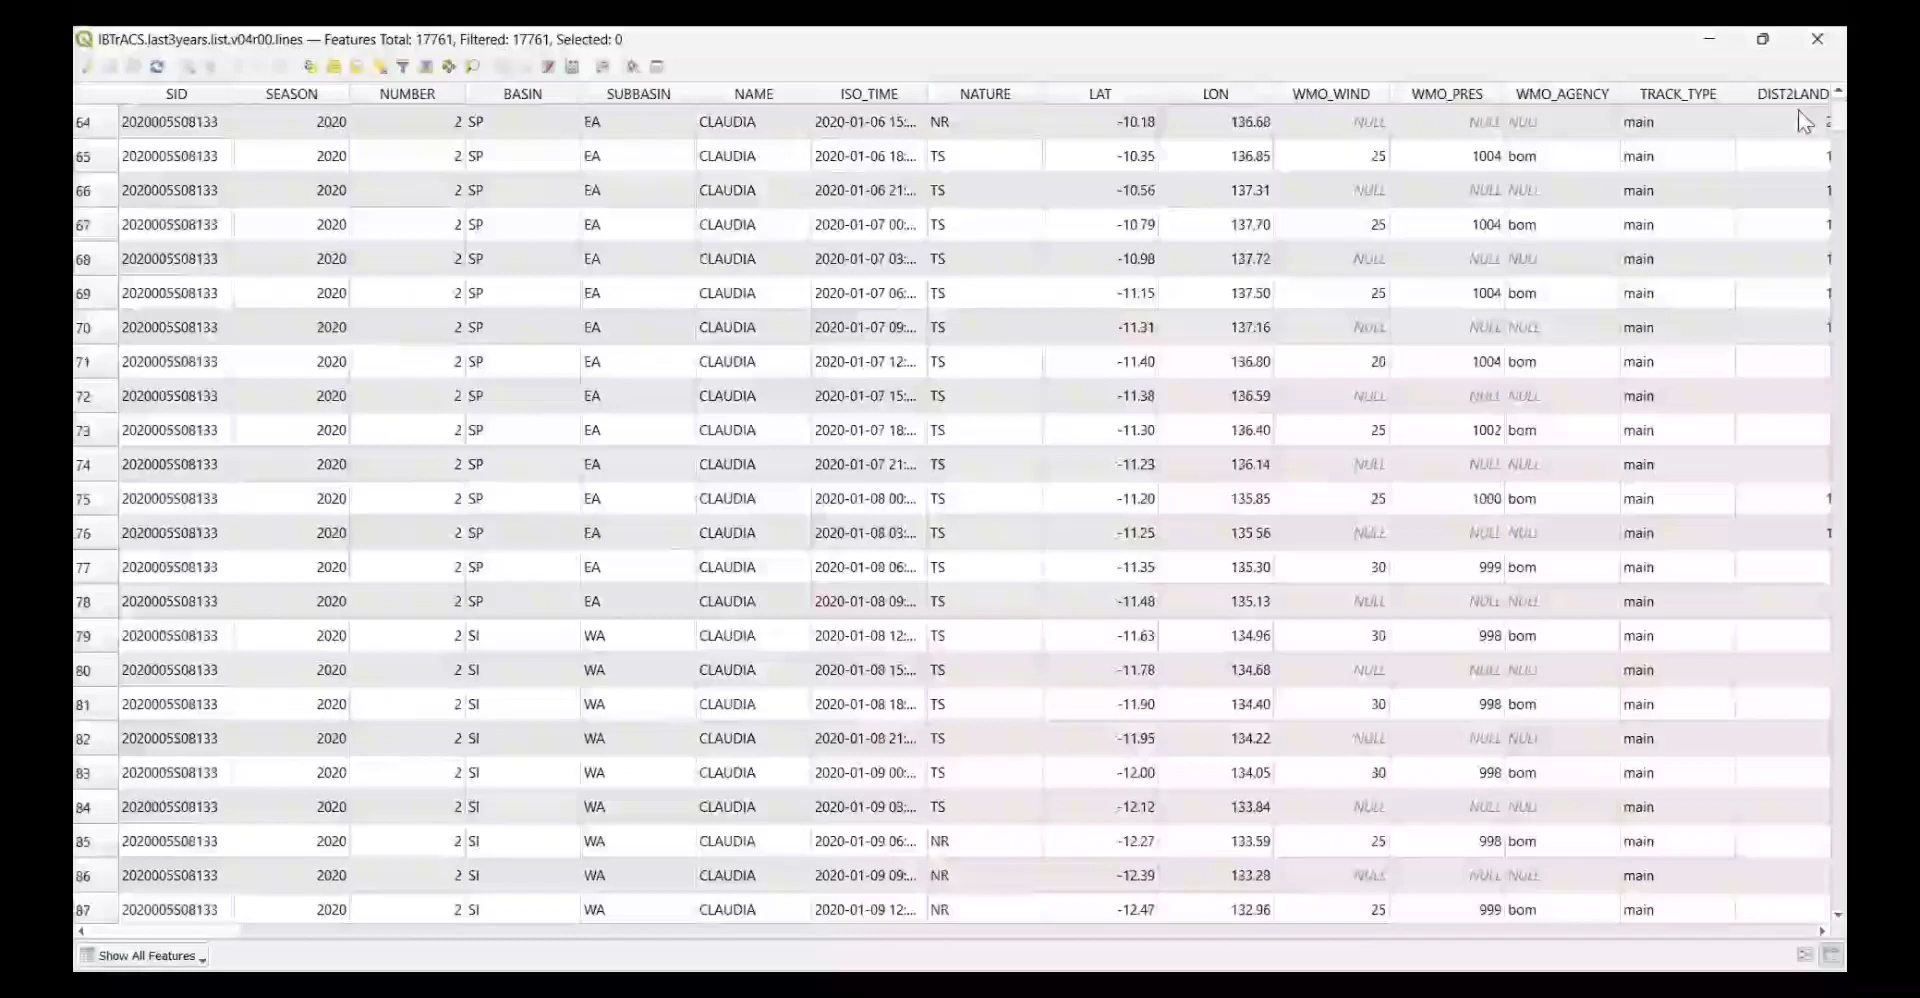 IBTrACS.last3years.list.v04r00.lines — Features Total: 17761, Filtered: 17761, Selected: 0
SID SEASON NUMBER BASIN SUBBASIN NAME ISO_TIME NATURE LAT LON WMO_WIND WMO_PRES WMO_AGENCY TRACK_TYPE DIST2LAND
64 2020005S08133 2020 2 SP EA CLAUDIA 2020-01-06 15:... NR -10.18 136.68 NULL NULL NULL main 2
65 2020005S08133 2020 2 SP EA CLAUDIA 2020-01-06 18:... TS -10.35 136.85 25 1004 bom main 1
66 2020005S08133 2020 2 SP EA CLAUDIA 2020-01-06 21:... TS -10.56 137.31 NULL NULL NULL main 1
67 2020005S08133 2020 2 SP EA CLAUDIA 2020-01-07 00:... TS -10.79 137.70 25 1004 bom main 1
68 2020005S08133 2020 2 SP EA CLAUDIA 2020-01-07 03:... TS -10.98 137.72 NULL NULL NULL main 1
69 2020005S08133 2020 2 SP EA CLAUDIA 2020-01-07 06:... TS -11.15 137.50 25 1004 bom main 1
70 2020005S08133 2020 2 SP EA CLAUDIA 2020-01-07 09:... TS -11.31 137.16 NULL NULL NULL main 1
71 2020005S08133 2020 2 SP EA CLAUDIA 2020-01-07 12:... TS -11.40 136.80 20 1004 bom main
72 2020005S08133 2020 2 SP EA CLAUDIA 2020-01-07 15:... TS -11.38 136.59 NULL NULL NULL main
73 2020005S08133 2020 2 SP EA CLAUDIA 2020-01-07 18:... TS -11.30 136.40 25 1002 bom main
74 2020005S08133 2020 2 SP EA CLAUDIA 2020-01-07 21:... TS -11.23 136.14 NULL NULL NULL main
75 2020005S08133 2020 2 SP EA CLAUDIA 2020-01-08 00:... TS -11.20 135.85 25 1000 bom main 1
76 2020005S08133 2020 2 SP EA CLAUDIA 2020-01-08 03:... TS -11.25 135.56 NULL NULL NULL main 1
77 2020005S08133 2020 2 SP EA CLAUDIA 2020-01-08 06:... TS -11.35 135.30 30 999 bom main
78 2020005S08133 2020 2 SP EA CLAUDIA 2020-01-08 09:... TS -11.48 135.13 NULL NULL NULL main
79 2020005S08133 2020 2 SI WA CLAUDIA 2020-01-08 12:... TS -11.63 134.96 30 998 bom main
80 2020005S08133 2020 2 SI WA CLAUDIA 2020-01-08 15:... TS -11.78 134.68 NULL NULL NULL main
81 2020005S08133 2020 2 SI WA CLAUDIA 2020-01-08 18:... TS -11.90 134.40 30 998 bom main
82 2020005S08133 2020 2 SI WA CLAUDIA 2020-01-08 21:... TS -11.95 134.22 NULL NULL NULL main
83 2020005S08133 2020 2 SI WA CLAUDIA 2020-01-09 00:... TS -12.00 134.05 30 998 bom main
84 2020005S08133 2020 2 SI WA CLAUDIA 2020-01-09 03:... TS -12.12 133.84 NULL NULL NULL main
85 2020005S08133 2020 2 SI WA CLAUDIA 2020-01-09 06:... NR -12.27 133.59 25 998 bom main
86 2020005S08133 2020 2 SI WA CLAUDIA 2020-01-09 09:... NR -12.39 133.28 NULL NULL NULL main
87 2020005S08133 2020 2 SI WA CLAUDIA 2020-01-09 12:... NR -12.47 132.96 25 999 bom main
Show All Features